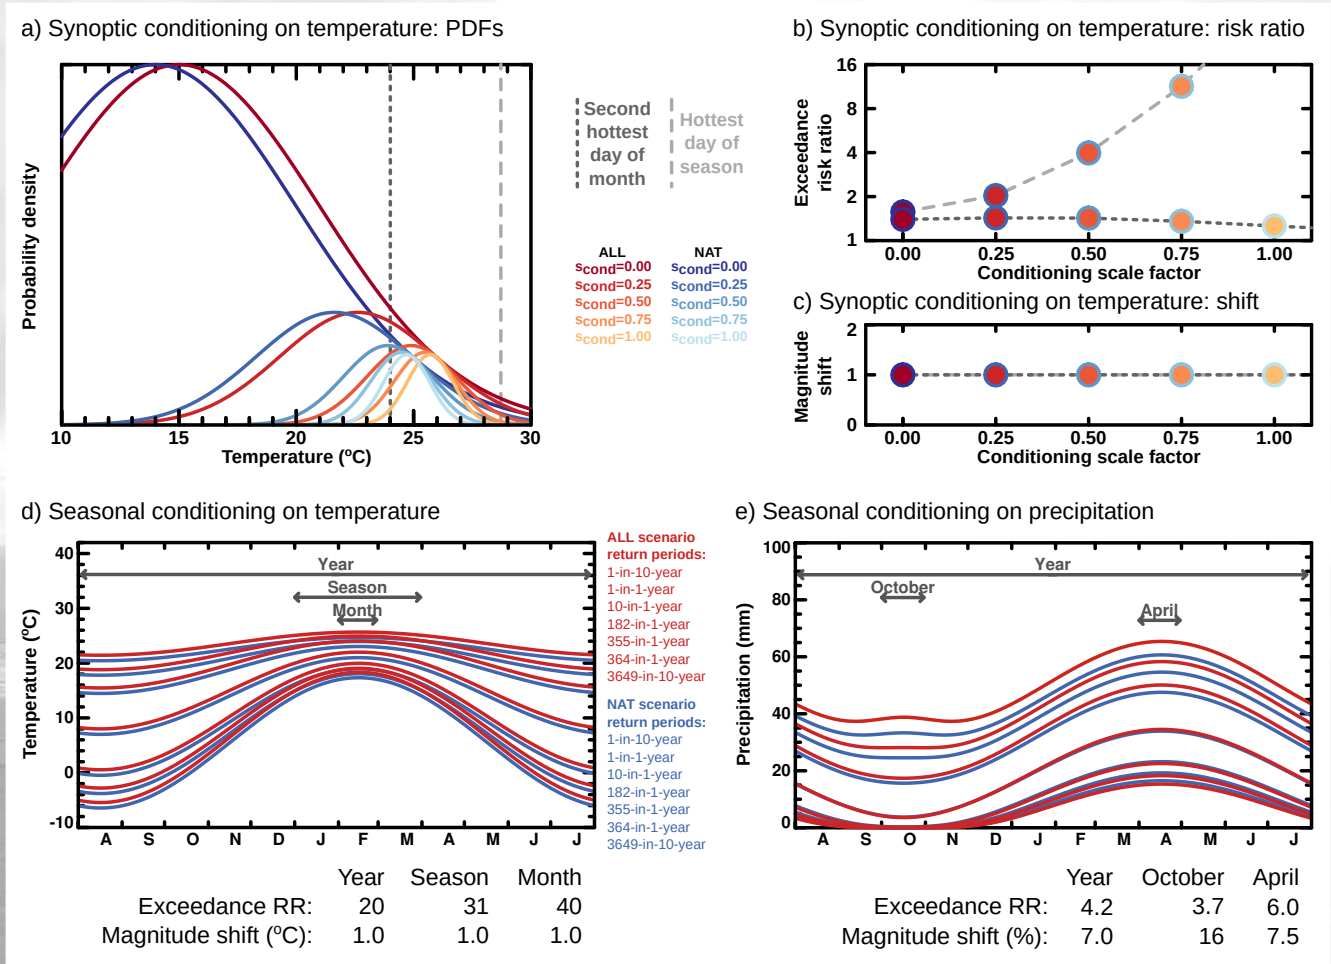 a) Synoptic conditioning on temperature: PDFs
Probability density
10 15 20 25 30
Temperature (°C)
Second
hottest
day of
month
Hottest
day of
season
ALL NAT
scond=0.00 scond=0.00
scond=0.25 scond=0.25
scond=0.50 scond=0.50
scond=0.75 scond=0.75
scond=1.00 scond=1.00
b) Synoptic conditioning on temperature: risk ratio
Exceedance
risk ratio
16
8
4
2
1
0.00 0.25 0.50 0.75 1.00
Conditioning scale factor
c) Synoptic conditioning on temperature: shift
Magnitude
shift
2
1
0
0.00 0.25 0.50 0.75 1.00
Conditioning scale factor
d) Seasonal conditioning on temperature
Temperature (°C)
40
30
20
10
0
-10
Year
Season
Month
A S O N D J F M A M J J
ALL scenario
return periods:
1-in-10-year
1-in-1-year
10-in-1-year
182-in-1-year
355-in-1-year
364-in-1-year
3649-in-10-year
NAT scenario
return periods:
1-in-10-year
1-in-1-year
10-in-1-year
182-in-1-year
355-in-1-year
364-in-1-year
3649-in-10-year
Year Season Month
Exceedance RR: 20 31 40
Magnitude shift (°C): 1.0 1.0 1.0
e) Seasonal conditioning on precipitation
Precipitation (mm)
100
80
60
40
20
0
Year
October
April
A S O N D J F M A M J J
Year October April
Exceedance RR: 4.2 3.7 6.0
Magnitude shift (%): 7.0 16 7.5